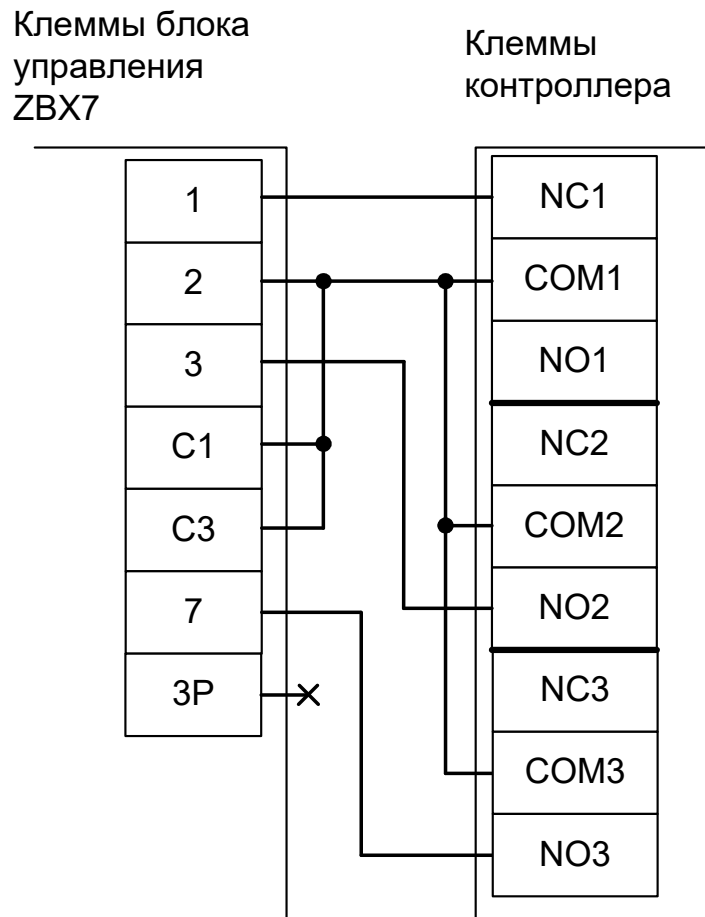 Клеммы блока
управления
ZBX7
Клеммы
контроллера
1
2
3
C1
C3
7
3P
NC1
COM1
NO1
NC2
COM2
NO2
NC3
COM3
NO3